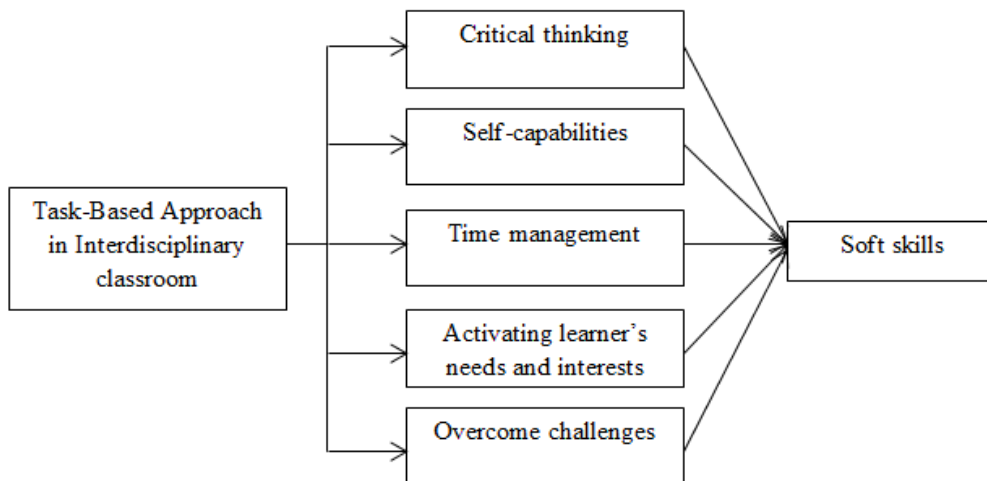 Critical thinking
Self-capabilities
Task-Based Approach
in Interdisciplinary
classroom
Time management
Soft skills
Activating learner’s
needs and interests
Overcome challenges